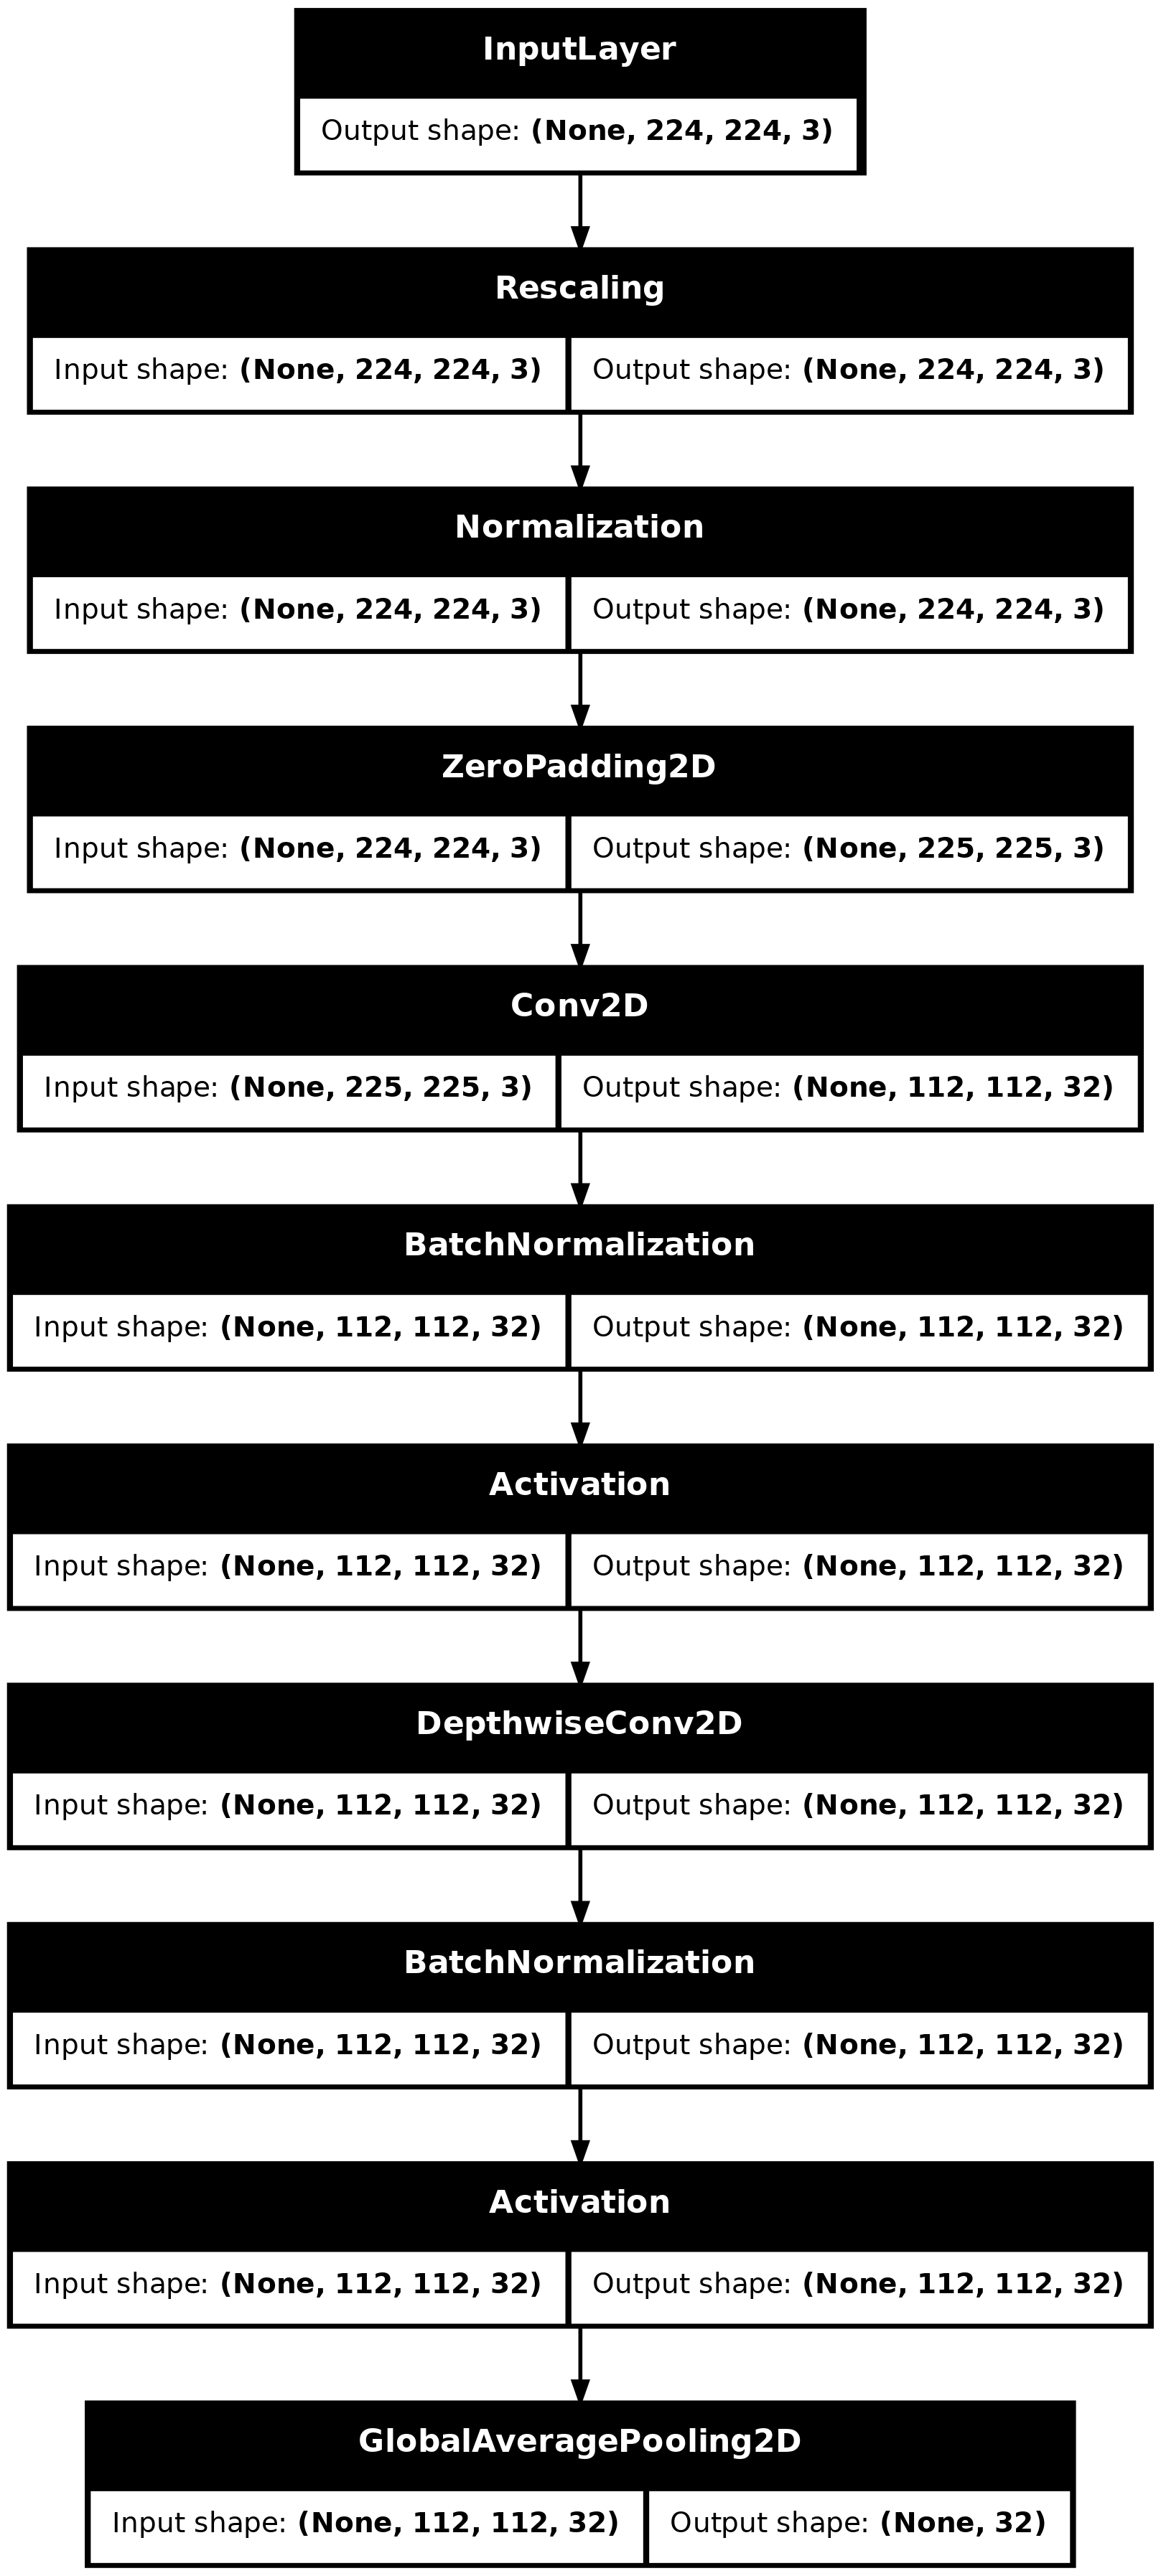 InputLayer
Output shape: (None, 224, 224, 3)
Rescaling
Input shape: (None, 224, 224, 3) Output shape: (None, 224, 224, 3)
Normalization
Input shape: (None, 224, 224, 3) Output shape: (None, 224, 224, 3)
ZeroPadding2D
Input shape: (None, 224, 224, 3) Output shape: (None, 225, 225, 3)
Conv2D
Input shape: (None, 225, 225, 3) Output shape: (None, 112, 112, 32)
BatchNormalization
Input shape: (None, 112, 112, 32) Output shape: (None, 112, 112, 32)
Activation
Input shape: (None, 112, 112, 32) Output shape: (None, 112, 112, 32)
DepthwiseConv2D
Input shape: (None, 112, 112, 32) Output shape: (None, 112, 112, 32)
BatchNormalization
Input shape: (None, 112, 112, 32) Output shape: (None, 112, 112, 32)
Activation
Input shape: (None, 112, 112, 32) Output shape: (None, 112, 112, 32)
GlobalAveragePooling2D
Input shape: (None, 112, 112, 32) Output shape: (None, 32)